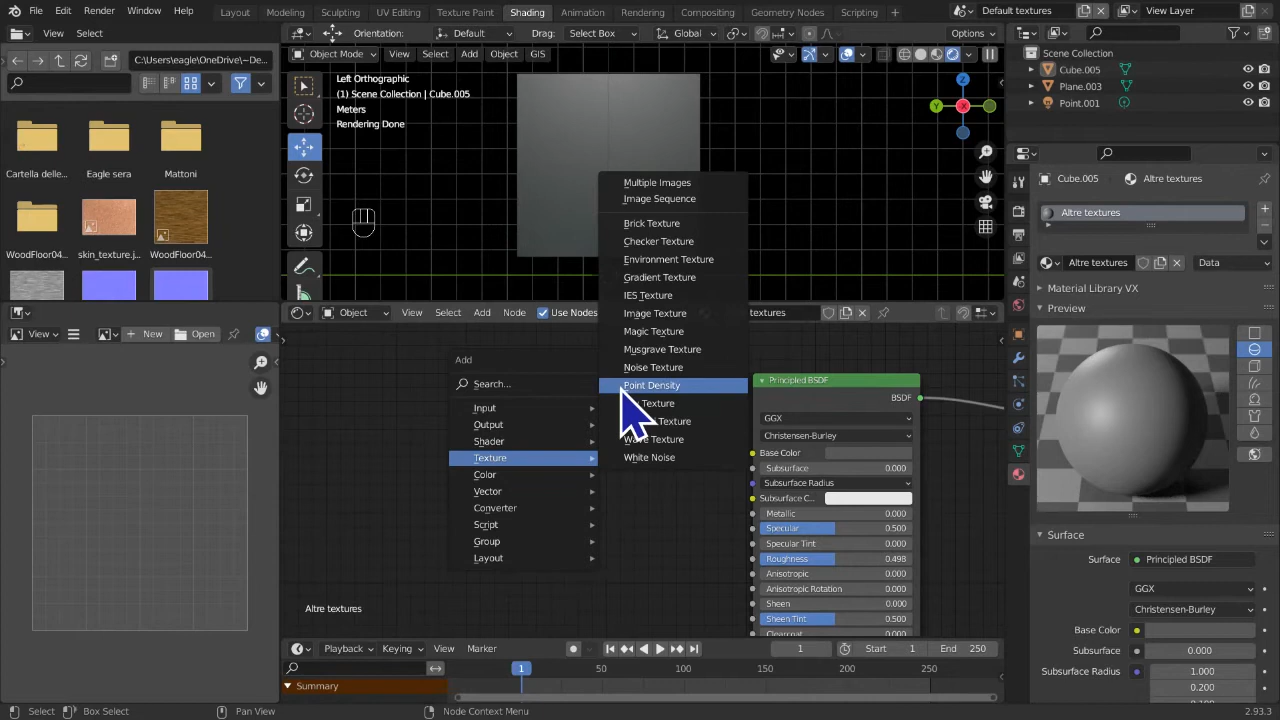 File Edit Render Window Help Layout Modeling Sculpting UV Editing Texture Paint Shading Animation Rendering Compositing Geometry Nodes Scripting + Default textures View Layer
View Select
Orientation: Default Drag: Select Box Global Options
C:\Users\eagle\OneDrive\~De...
Object Mode View Select Add Object GIS
Scene Collection
Cube.005
Plane.003
Point.001
Left Orthographic
(1) Scene Collection | Cube.005
Meters
Rendering Done
Z
Y
X
Cartella delle...
Eagle sera
Mattoni
WoodFloor04...
skin_texture.j...
WoodFloor04...
Cube.005 Altre textures
Altre textures
Altre textures Data
Material Library VX
Preview
Multiple Images
Image Sequence
Brick Texture
Checker Texture
Environment Texture
Gradient Texture
IES Texture
Image Texture
Magic Texture
Musgrave Texture
Noise Texture
Point Density
Texture
Texture
Wave Texture
White Noise
View New Open
Object View Select Add Node Use Nodes textures
Add
Search...
Input
Output
Shader
Texture
Color
Vector
Converter
Script
Group
Layout
Principled BSDF
BSDF
GGX
Christensen-Burley
Base Color
Subsurface 0.000
Subsurface Radius
Subsurface C...
Metallic 0.000
Specular 0.500
Specular Tint 0.000
Roughness 0.498
Anisotropic 0.000
Anisotropic Rotation 0.000
Sheen 0.000
Sheen Tint 0.500
Clearcoat 0.000
Altre textures
Surface
Surface Principled BSDF
GGX
Christensen-Burley
Base Color
Subsurface 0.000
Subsurface Radius 1.000
0.200
0.100
Playback Keying View Marker 1 Start 1 End 250
1 50 100 150 200 250
Summary
Select Box Select Pan View Node Context Menu 2.93.3